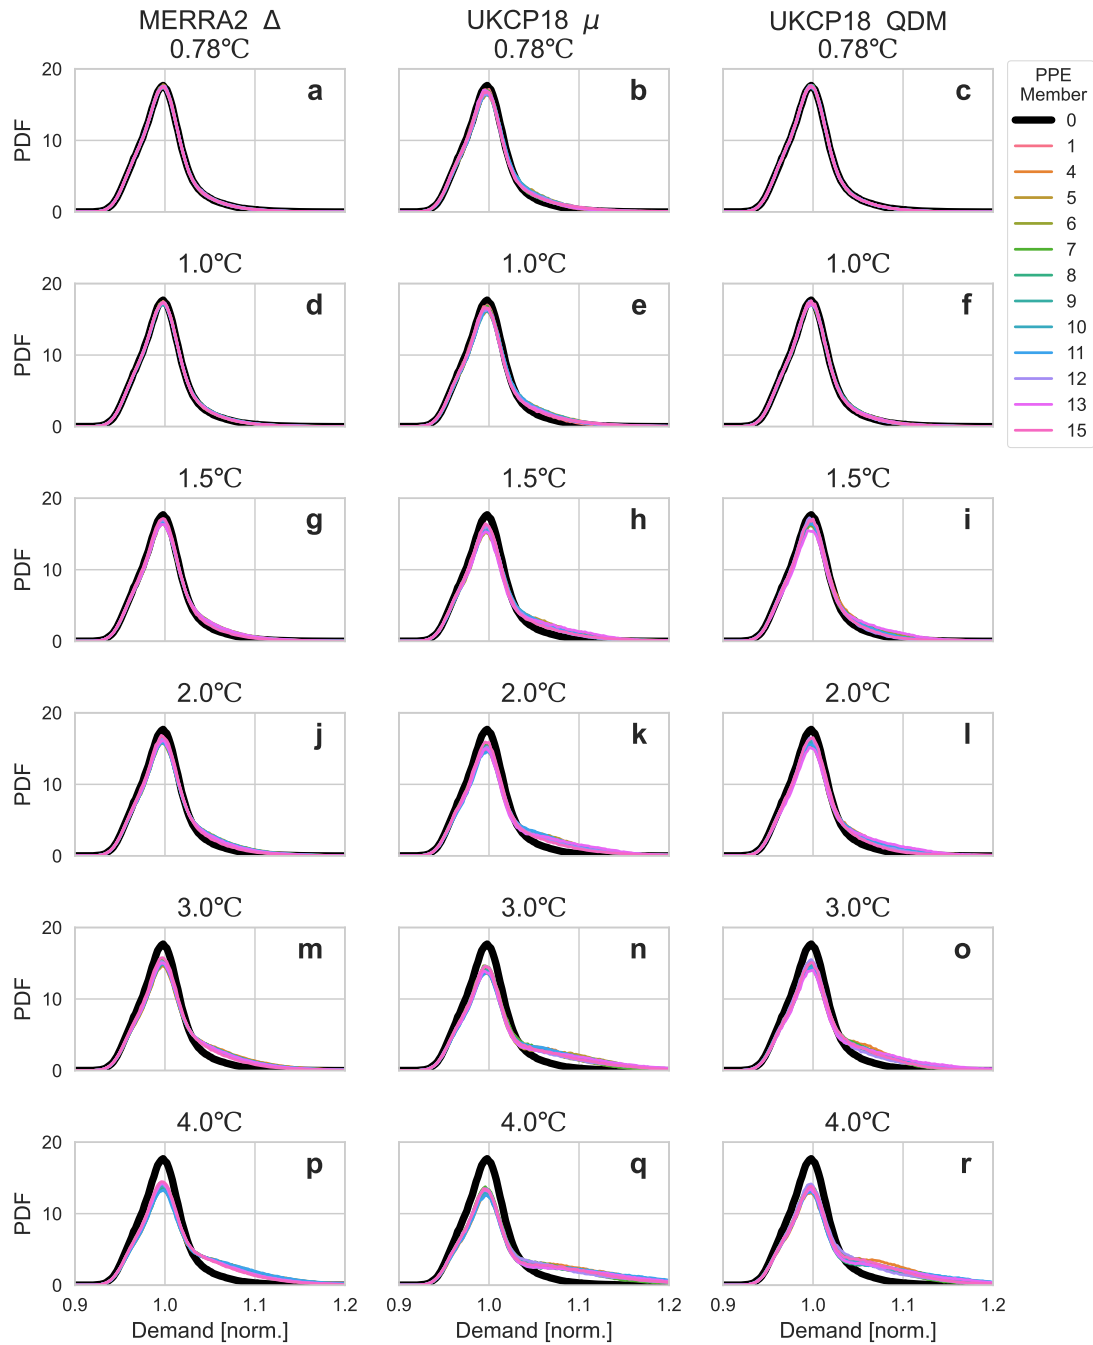 MERRA2 Δ
0.78℃
UKCP18 μ
0.78℃
UKCP18 QDM
0.78℃
PDF
20
10
0
a
b
c
PPE
Member
0
1
4
5
6
7
8
9
10
11
12
13
15
1.0℃
1.0℃
1.0℃
PDF
20
10
0
d
e
f
1.5℃
1.5℃
1.5℃
PDF
20
10
0
g
h
i
2.0℃
2.0℃
2.0℃
PDF
20
10
0
j
k
l
3.0℃
3.0℃
3.0℃
PDF
20
10
0
m
n
o
4.0℃
4.0℃
4.0℃
PDF
20
10
0
p
q
r
0.9 1.0 1.1 1.2
0.9 1.0 1.1 1.2
0.9 1.0 1.1 1.2
Demand [norm.]
Demand [norm.]
Demand [norm.]